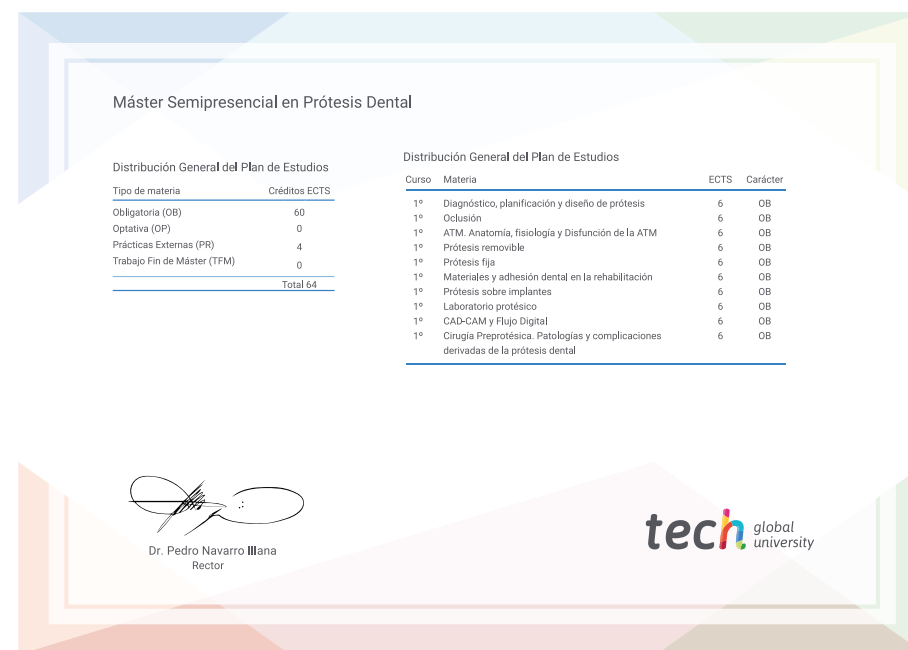 Máster Semipresencial en Prótesis Dental
Distribución General del Plan de Estudios
Tipo de materia Créditos ECTS
Obligatoria (OB) 60
Optativa (OP) 0
Prácticas Externas (PR) 4
Trabajo Fin de Máster (TFM) 0
Total 64
Distribución General del Plan de Estudios
Curso Materia ECTS Carácter
1º Diagnóstico, planificación y diseño de prótesis 6 OB
1º Oclusión 6 OB
1º ATM. Anatomía, fisiología y Disfunción de la ATM 6 OB
1º Prótesis removible 6 OB
1º Prótesis fija 6 OB
1º Materiales y adhesión dental en la rehabilitación 6 OB
1º Prótesis sobre implantes 6 OB
1º Laboratorio protésico 6 OB
1º CAD-CAM y Flujo Digital 6 OB
1º Cirugía Preprotésica. Patologías y complicaciones 6 OB
derivadas de la prótesis dental
Dr. Pedro Navarro Illana
Rector
tech global
university